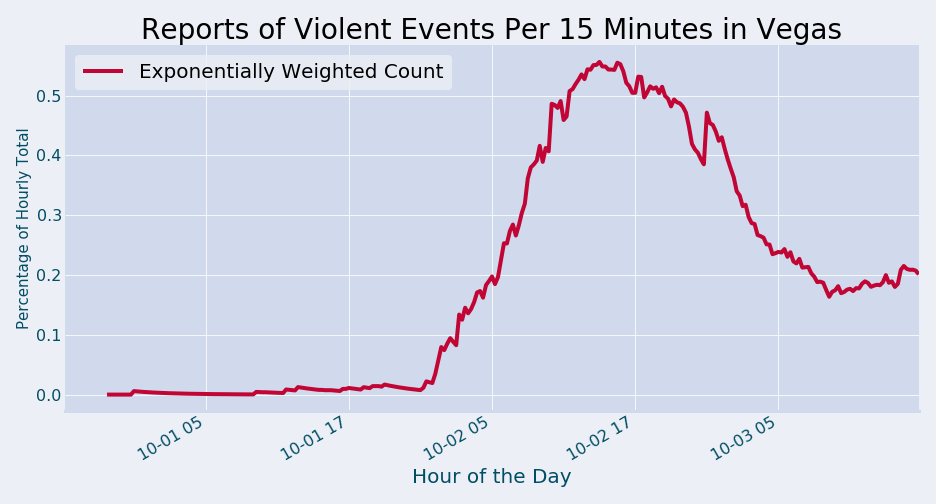 Reports of Violent Events Per 15 Minutes in Vegas
Exponentially Weighted Count
Percentage of Hourly Total
0.5
0.4
0.3
0.2
0.1
0.0
10-01 05
10-01 17
10-02 05
10-02 17
10-03 05
Hour of the Day